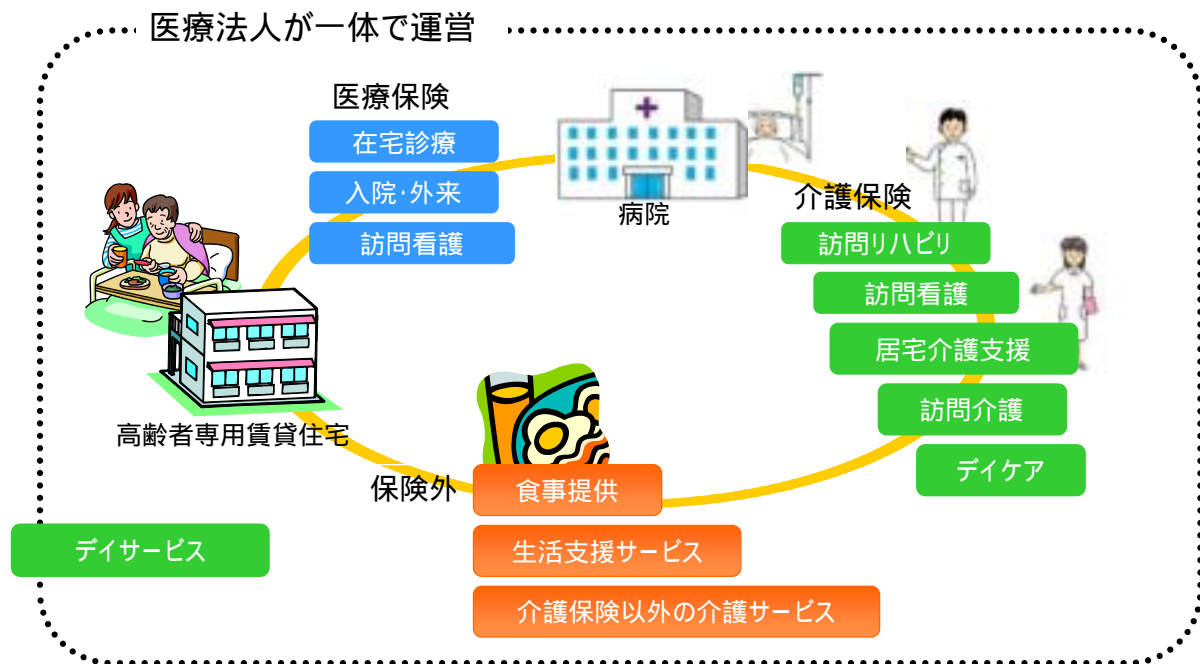 医療法人が一体で運営
医療保険
在宅診療
入院・外来
訪問看護
病院
介護保険
訪問リハビリ
訪問看護
居宅介護支援
訪問介護
デイケア
高齢者専用賃貸住宅
保険外
食事提供
生活支援サービス
介護保険以外の介護サービス
デイサービス